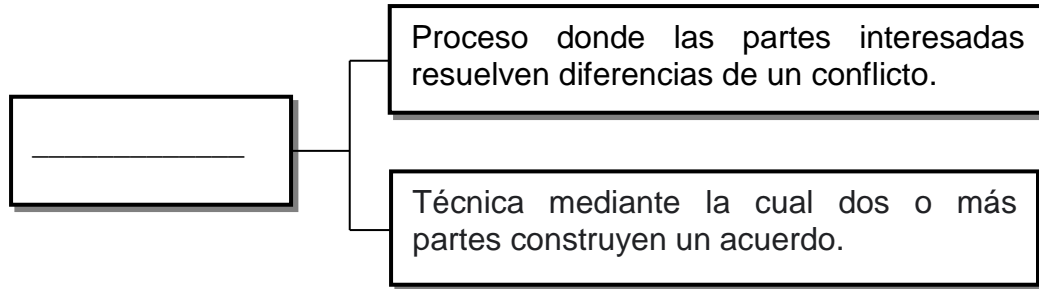 Proceso donde las partes interesadas
resuelven diferencias de un conflicto.
_____________
Técnica mediante la cual dos o más
partes construyen un acuerdo.